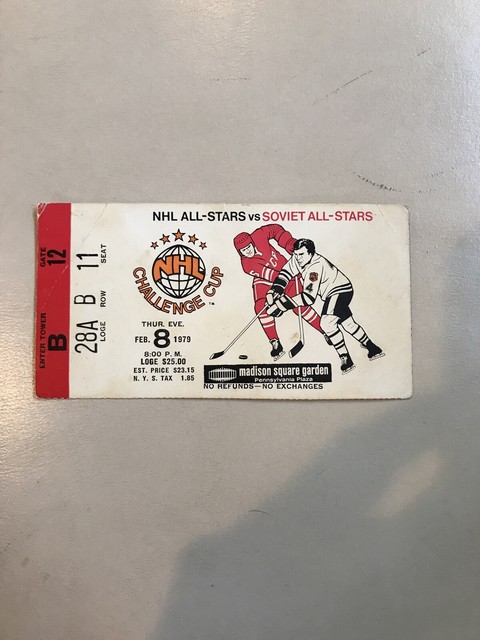 NHL ALL-STARS vs SOVIET ALL-STARS
GATE 12
ENTER TOWER B
28A B 11
LOGE ROW SEAT
NHL
CHALLENGE CUP
TM
THUR. EVE.
FEB. 8 1979
8:00 P. M.
LOGE $25.00
EST. PRICE $23.15
N. Y. S. TAX 1.85
4
madison square garden
Pennsylvania Plaza
NO REFUNDS—NO EXCHANGES